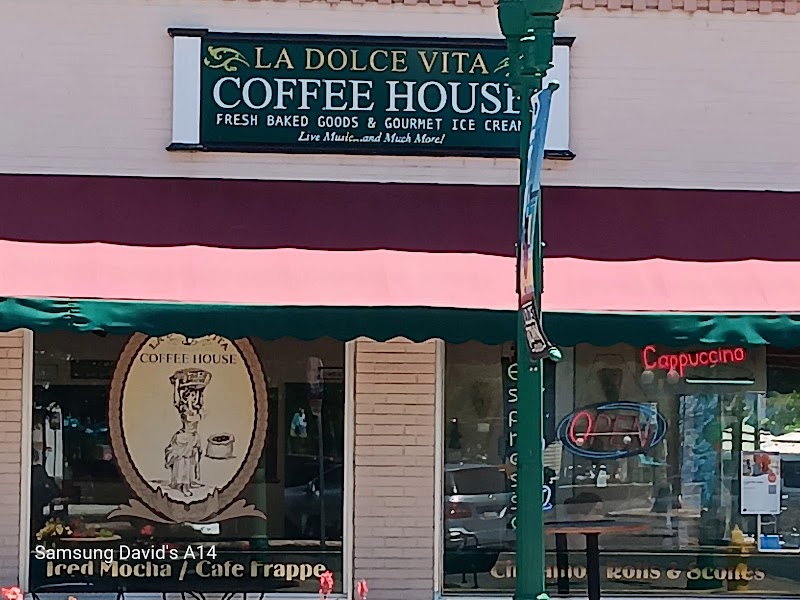 LA DOLCE VITA
COFFEE HOUSE
FRESH BAKED GOODS & GOURMET ICE CREAM
Live Music...and Much More!
COFFEE HOUSE
Cappuccino
OPEN
espresso
Iced Mocha / Cafe Frappe
Rolls & Scones
Samsung David's A14